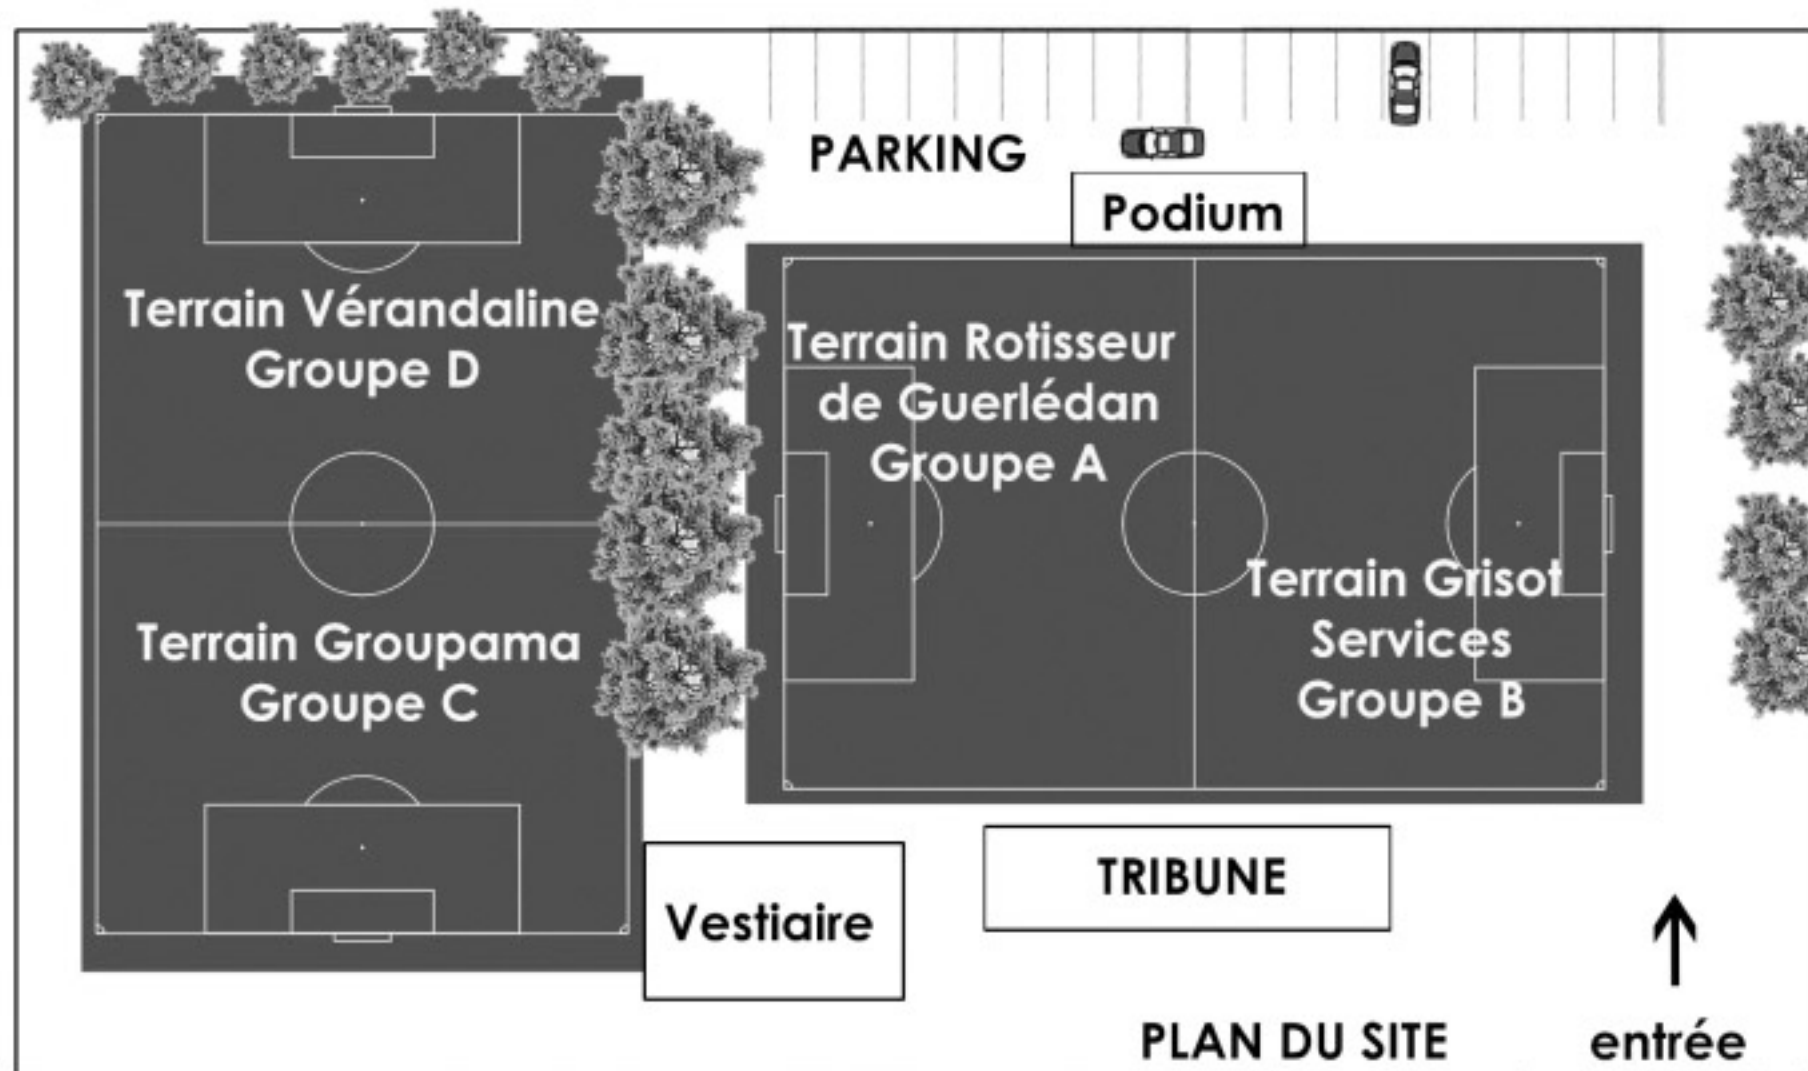 PARKING
Podium
Terrain Vérandaline
Groupe D
Terrain Rotisseur
de Guerlédan
Groupe A
Terrain Grisot
Services
Groupe B
Terrain Groupama
Groupe C
Vestiaire
TRIBUNE
PLAN DU SITE
entrée